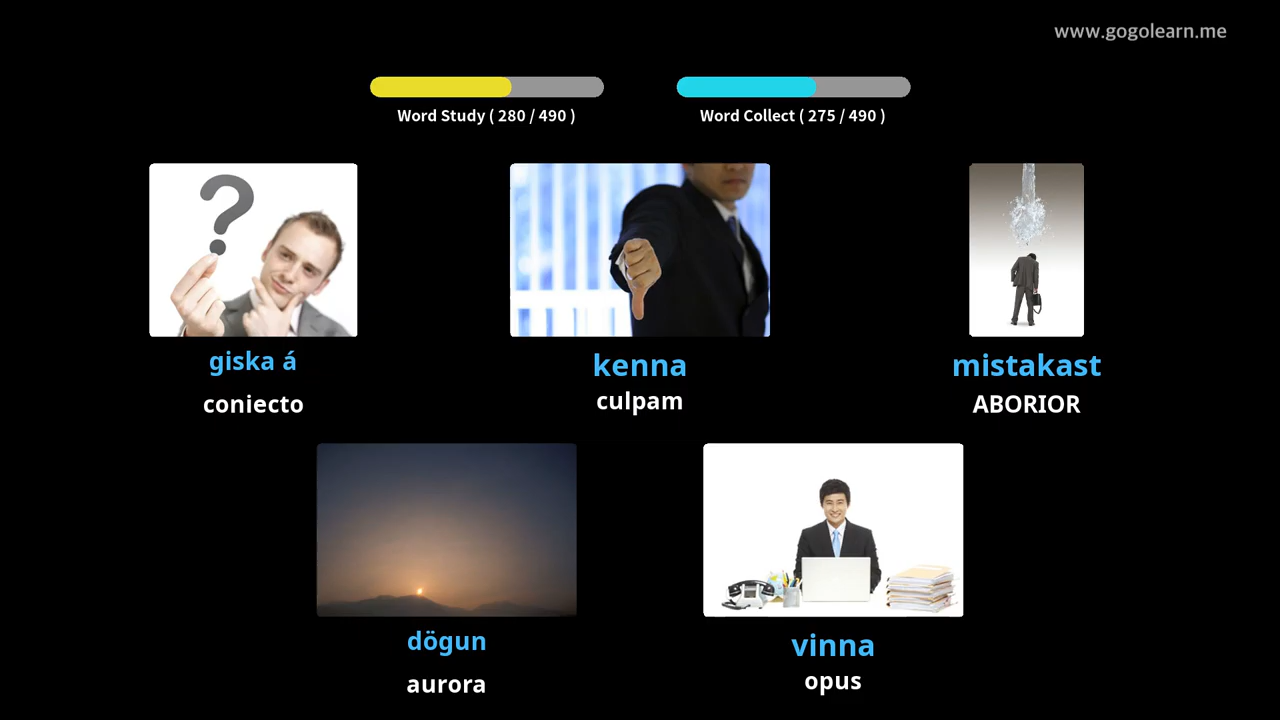 www.gogolearn.me
Word Study ( 280 / 490 )
Word Collect ( 275 / 490 )
giska á
kenna
mistakast
coniecto
culpam
ABORIOR
dögun
vinna
aurora
opus